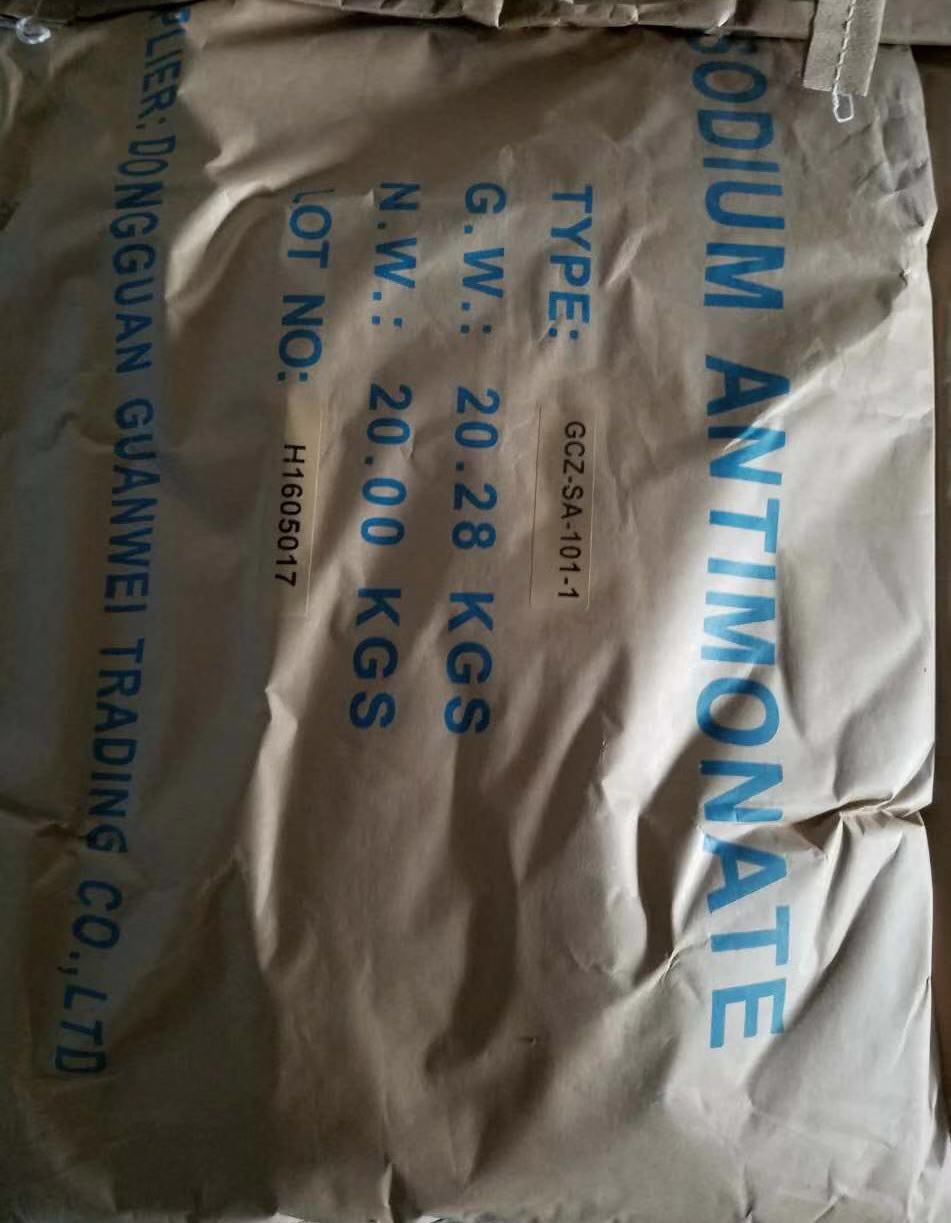 SODIUM ANTIMONATE
TYPE: GCZ-SA-101-1
G.W.: 20.28 KGS
N.W.: 20.00 KGS
LOT NO: H1605017
PLIER: DONGGUAN GUANWEI TRADING CO.,LTD